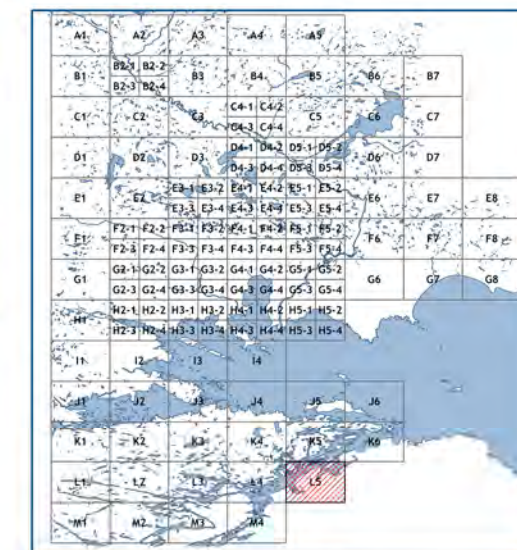 A1 A2 A3 A4 A5
B1 B2-1 B2-2 B3 B4 B5 B6 B7
B2-3 B2-4
C1 C2 C3 C4-1 C4-2 C5 C6 C7
C4-3 C4-4
D1 D2 D3 D4-1 D4-2 D5-1 D5-2 D6 D7
D4-3 D4-4 D5-3 D5-4
E1 E2 E3-1 E3-2 E4-1 E4-2 E5-1 E5-2 E6 E7 E8
E3-3 E3-4 E4-3 E4-4 E5-3 E5-4
F1 F2-1 F2-2 F3-1 F3-2 F4-1 F4-2 F5-1 F5-2 F6 F7 F8
F2-3 F2-4 F3-3 F3-4 F4-3 F4-4 F5-3 F5-4
G1 G2-1 G2-2 G3-1 G3-2 G4-1 G4-2 G5-1 G5-2 G6 G7 G8
G2-3 G2-4 G3-3 G3-4 G4-3 G4-4 G5-3 G5-4
H1 H2-1 H2-2 H3-1 H3-2 H4-1 H4-2 H5-1 H5-2
H2-3 H2-4 H3-3 H3-4 H4-3 H4-4 H5-3 H5-4
I1 I2 I3 I4
J1 J2 J3 J4 J5 J6
K1 K2 K3 K4 K5 K6
L1 L2 L3 L4 L5
M1 M2 M3 M4